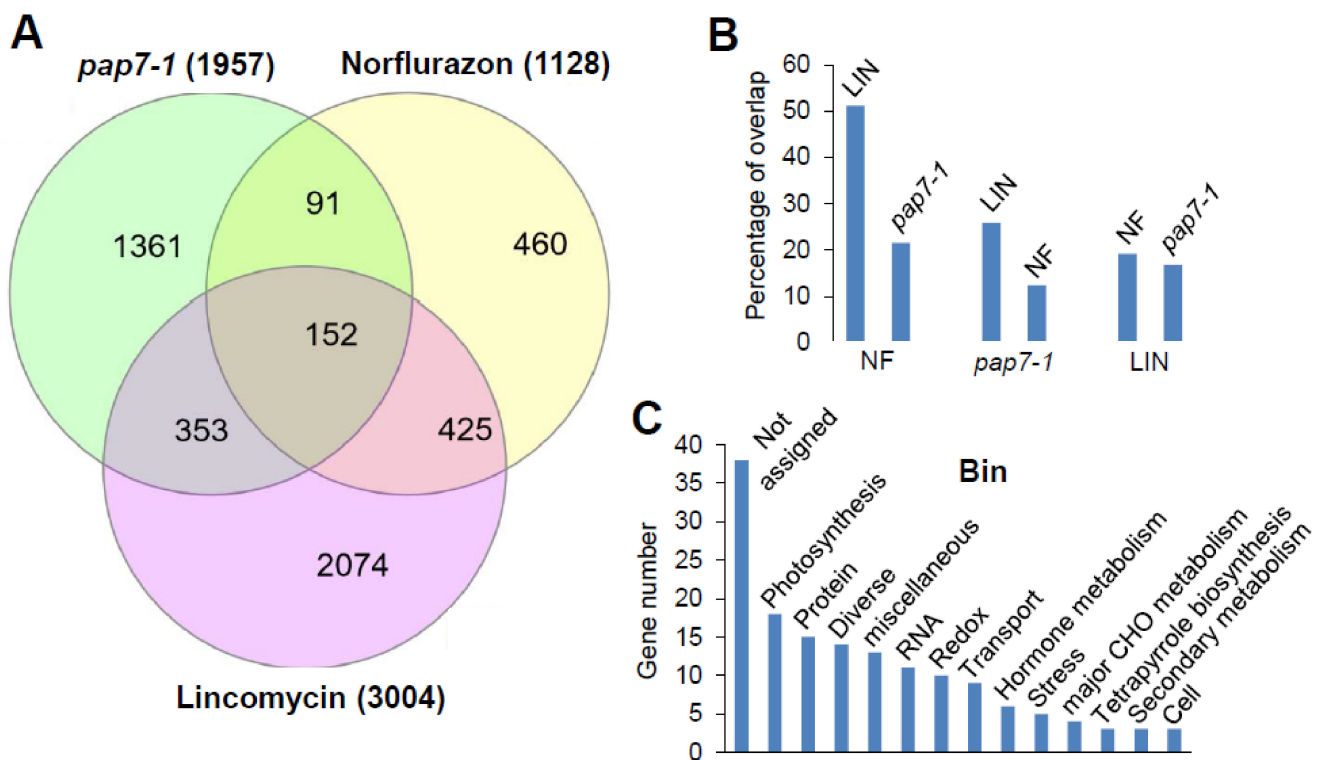 A
pap7-1 (1957)
Norflurazon (1128)
91
1361
460
152
353
425
2074
Lincomycin (3004)
B
Percentage of overlap
60
50
40
30
20
10
0
LIN
pap7-1
LIN
NF
NF
pap7-1
NF
pap7-1
LIN
C
Bin
Gene number
40
35
30
25
20
15
10
5
0
Not
assigned
Photosynthesis
Protein
Diverse
miscellaneous
RNA
Redox
Transport
Hormone metabolism
Stress
major CHO metabolism
Tetrapyrrole biosynthesis
Secondary metabolism
Cell